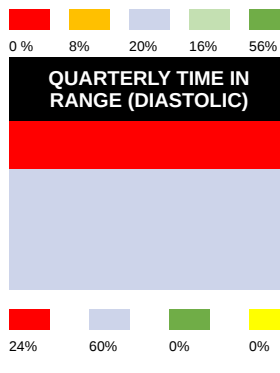 0 % 8% 20% 16% 56%
QUARTERLY TIME IN
RANGE (DIASTOLIC)
24% 60% 0% 0%